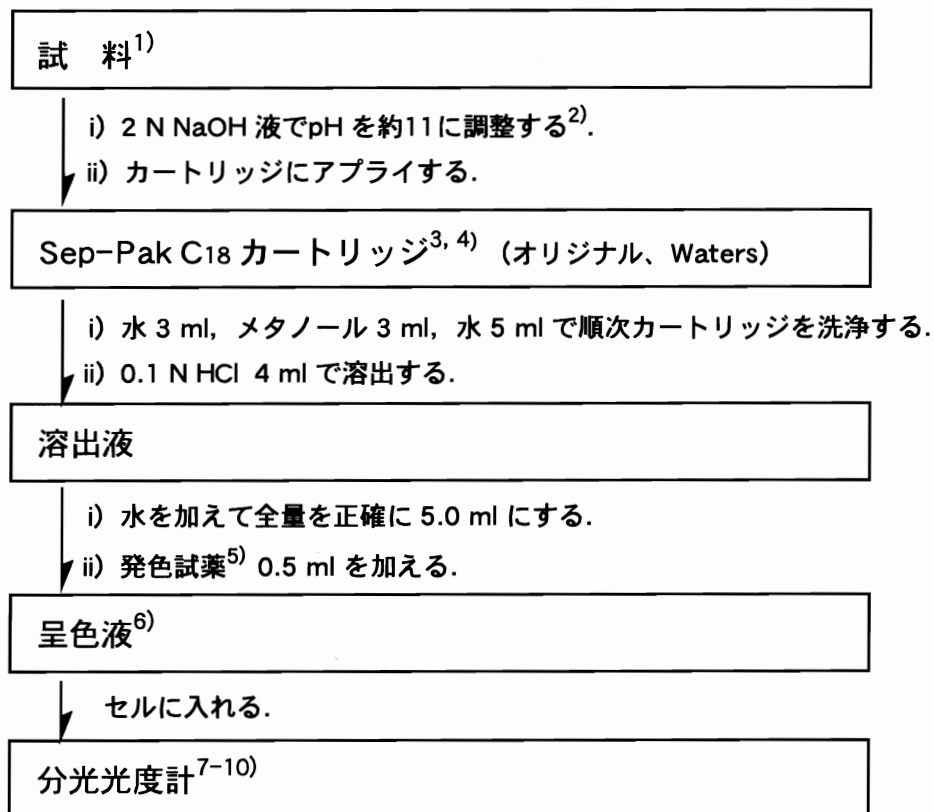 試　料1)
i) 2 N NaOH 液でpH を約11に調整する2).
ii) カートリッジにアプライする.
Sep-Pak C18 カートリッジ3, 4) (オリジナル、Waters)
i) 水 3 ml, メタノール 3 ml, 水 5 ml で順次カートリッジを洗浄する.
ii) 0.1 N HCl 4 ml で溶出する.
溶出液
i) 水を加えて全量を正確に 5.0 ml にする.
ii) 発色試薬5) 0.5 ml を加える.
呈色液6)
セルに入れる.
分光光度計7-10)